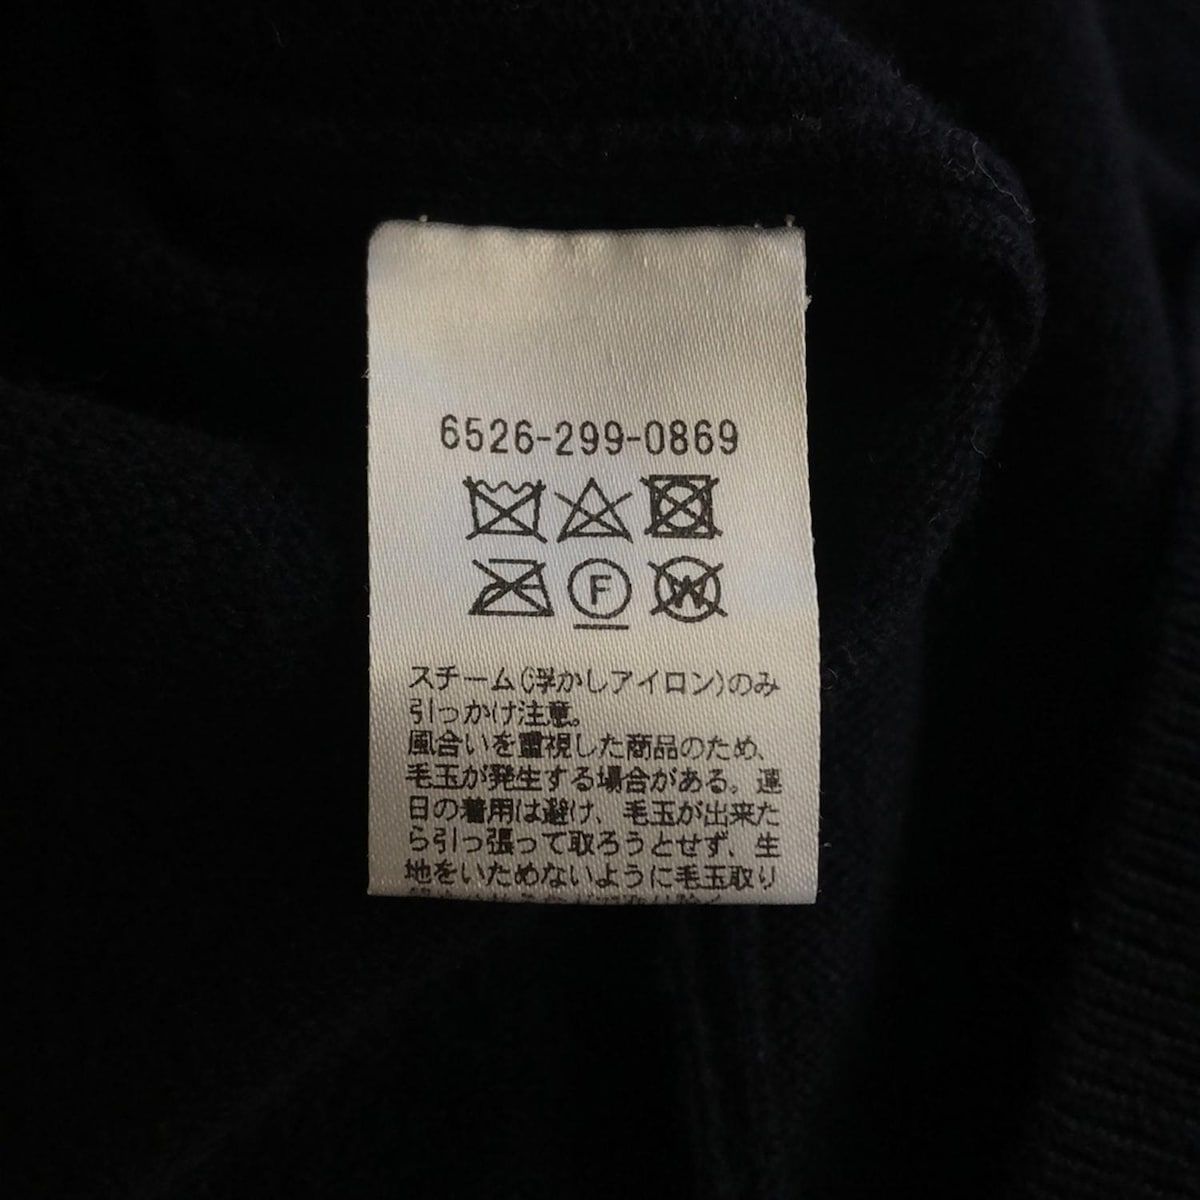 6526-299-0869
F
W
スチーム(浮かしアイロン)のみ
引っかけ注意。
風合いを重視した商品のため、
毛玉が発生する場合がある。連
日の着用は避け、毛玉が出来た
ら引っ張って取ろうとせず、生
地をいためないように毛玉取り